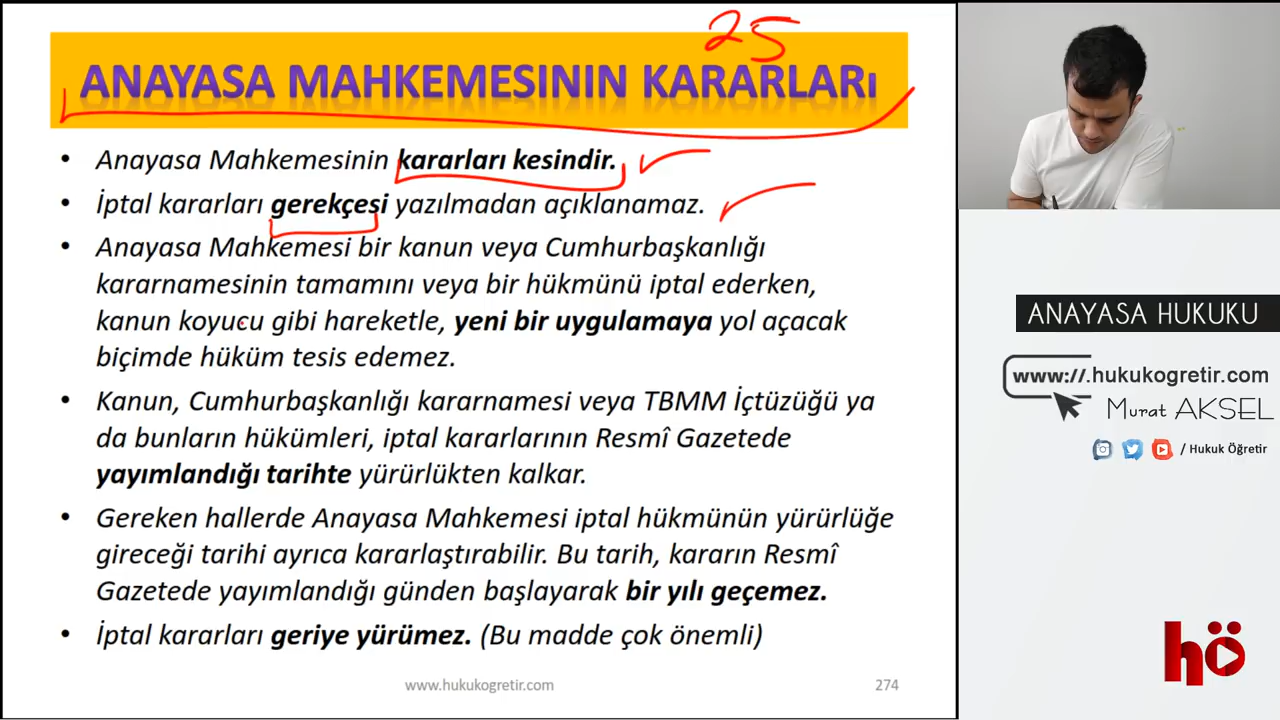 25
ANAYASA MAHKEMESININ KARARLARı
• Anayasa Mahkemesinin kararları kesindir.
• İptal kararları gerekçesi yazılmadan açıklanamaz.
• Anayasa Mahkemesi bir kanun veya Cumhurbaşkanlığı
kararnamesinin tamamını veya bir hükmünü iptal ederken,
kanun koyucu gibi hareketle, yeni bir uygulamaya yol açacak
biçimde hüküm tesis edemez.
• Kanun, Cumhurbaşkanlığı kararnamesi veya TBMM İçtüzüğü ya
da bunların hükümleri, iptal kararlarının Resmî Gazetede
yayımlandığı tarihte yürürlükten kalkar.
• Gereken hallerde Anayasa Mahkemesi iptal hükmünün yürürlüğe
gireceği tarihi ayrıca kararlaştırabilir. Bu tarih, kararın Resmî
Gazetede yayımlandığı günden başlayarak bir yılı geçemez.
• İptal kararları geriye yürümez. (Bu madde çok önemli)
www.hukukogretir.com
274
ANAYASA HUKUKU
www://.hukukogretir.com
Murat AKSEL
/ Hukuk Öğretir
hö